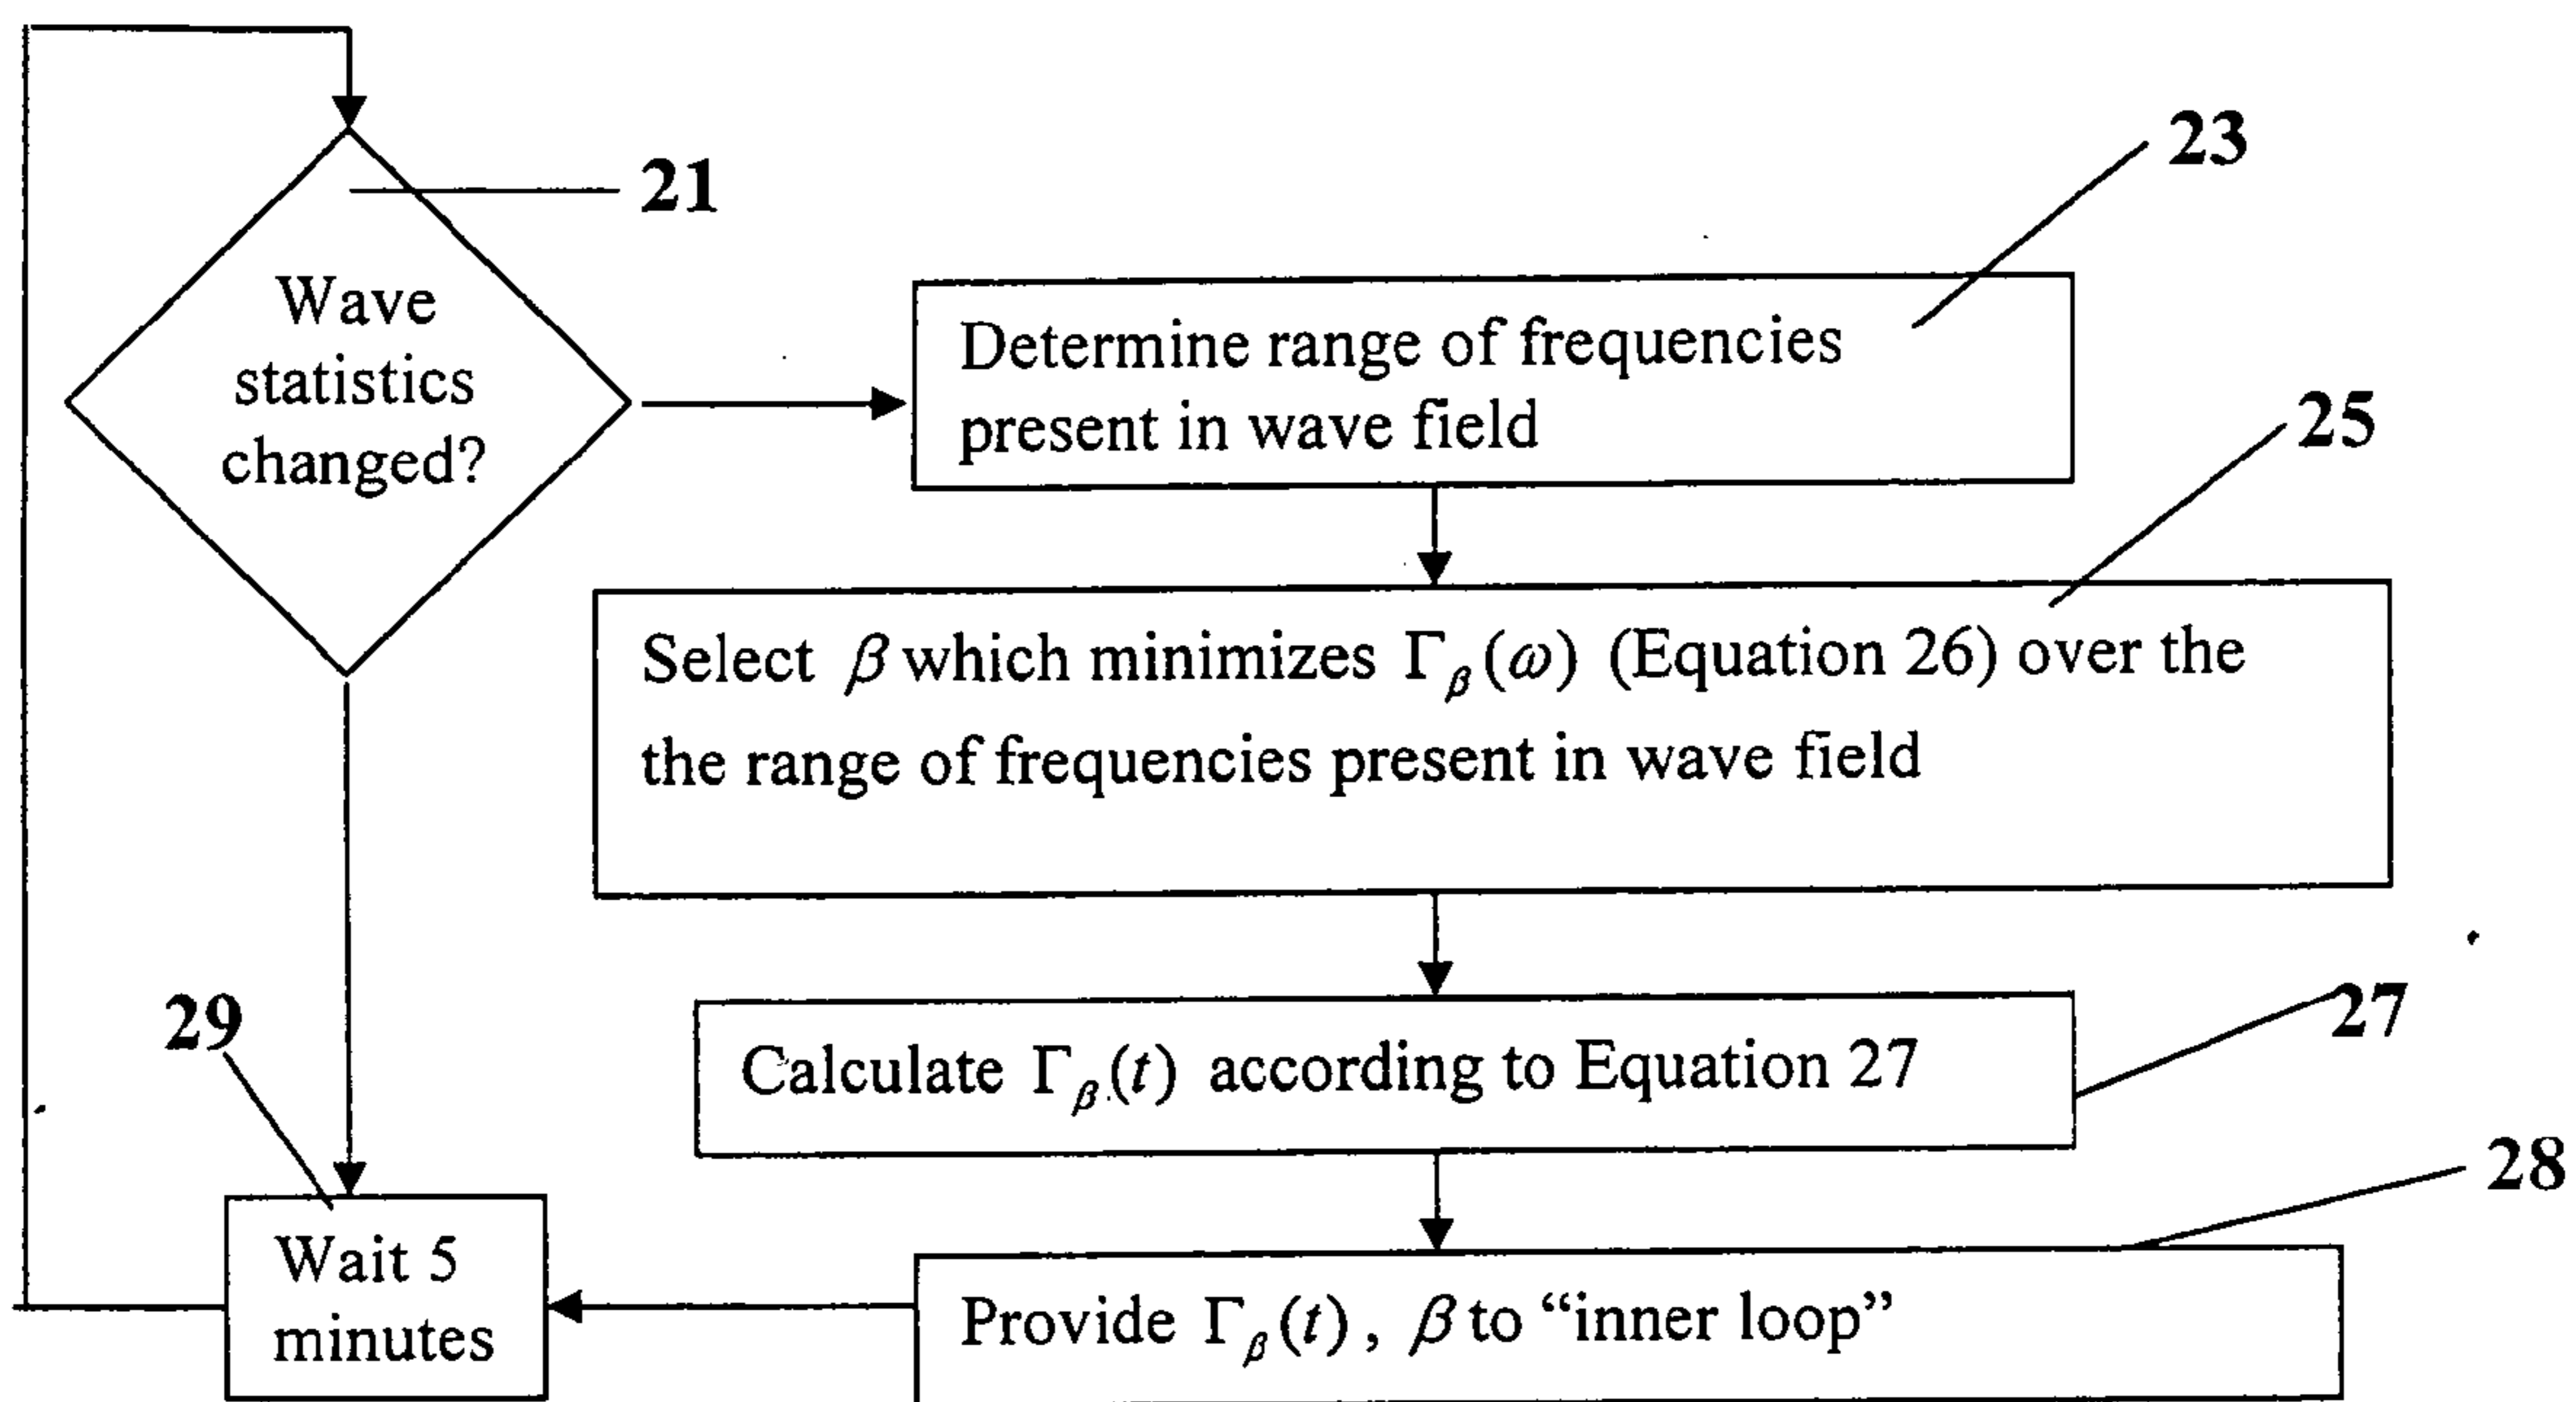 21
Wave
statistics
changed?
23
Determine range of frequencies
present in wave field
25
Select β which minimizes Γβ(ω) (Equation 26) over the
the range of frequencies present in wave field
27
Calculate Γβ(t) according to Equation 27
28
Provide Γβ(t), β to “inner loop”
29
Wait 5
minutes